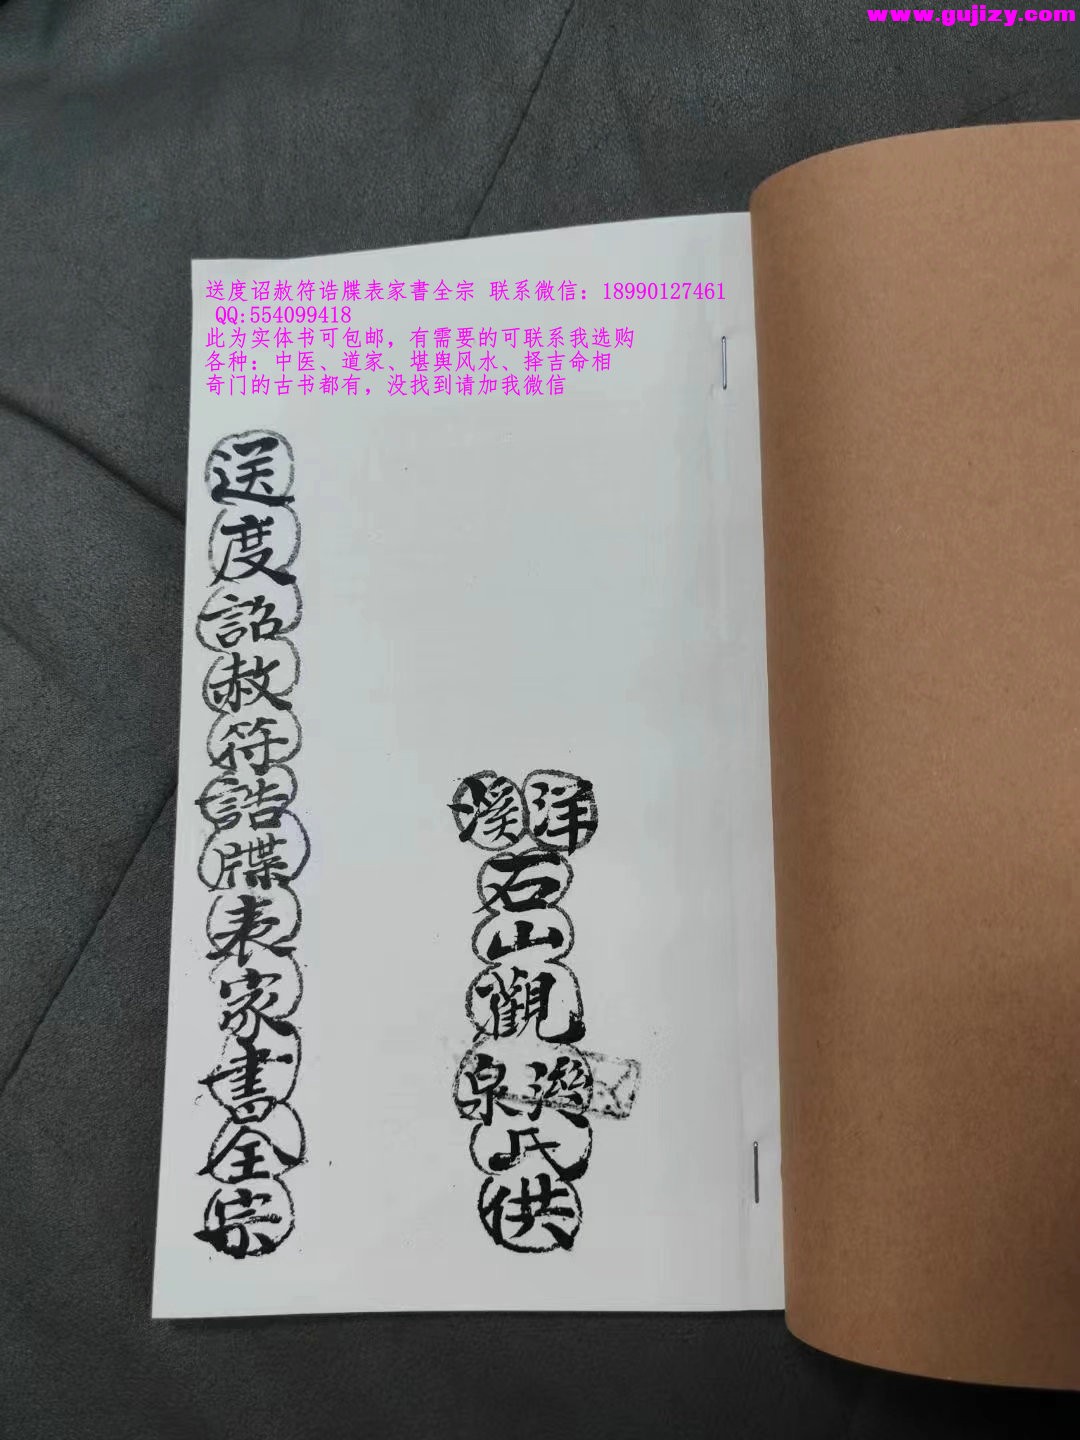 www.gujizy.com
送度诏赦符诰牒表家書全宗 联系微信：18990127461
QQ:554099418
此为实体书可包邮，有需要的可联系我选购
各种：中医、道家、堪舆风水、择吉命相
奇门的古书都有，没找到请加我微信
洋溪
石山觀
泉
氏供
送度詔赦符誥牒表家書全宗